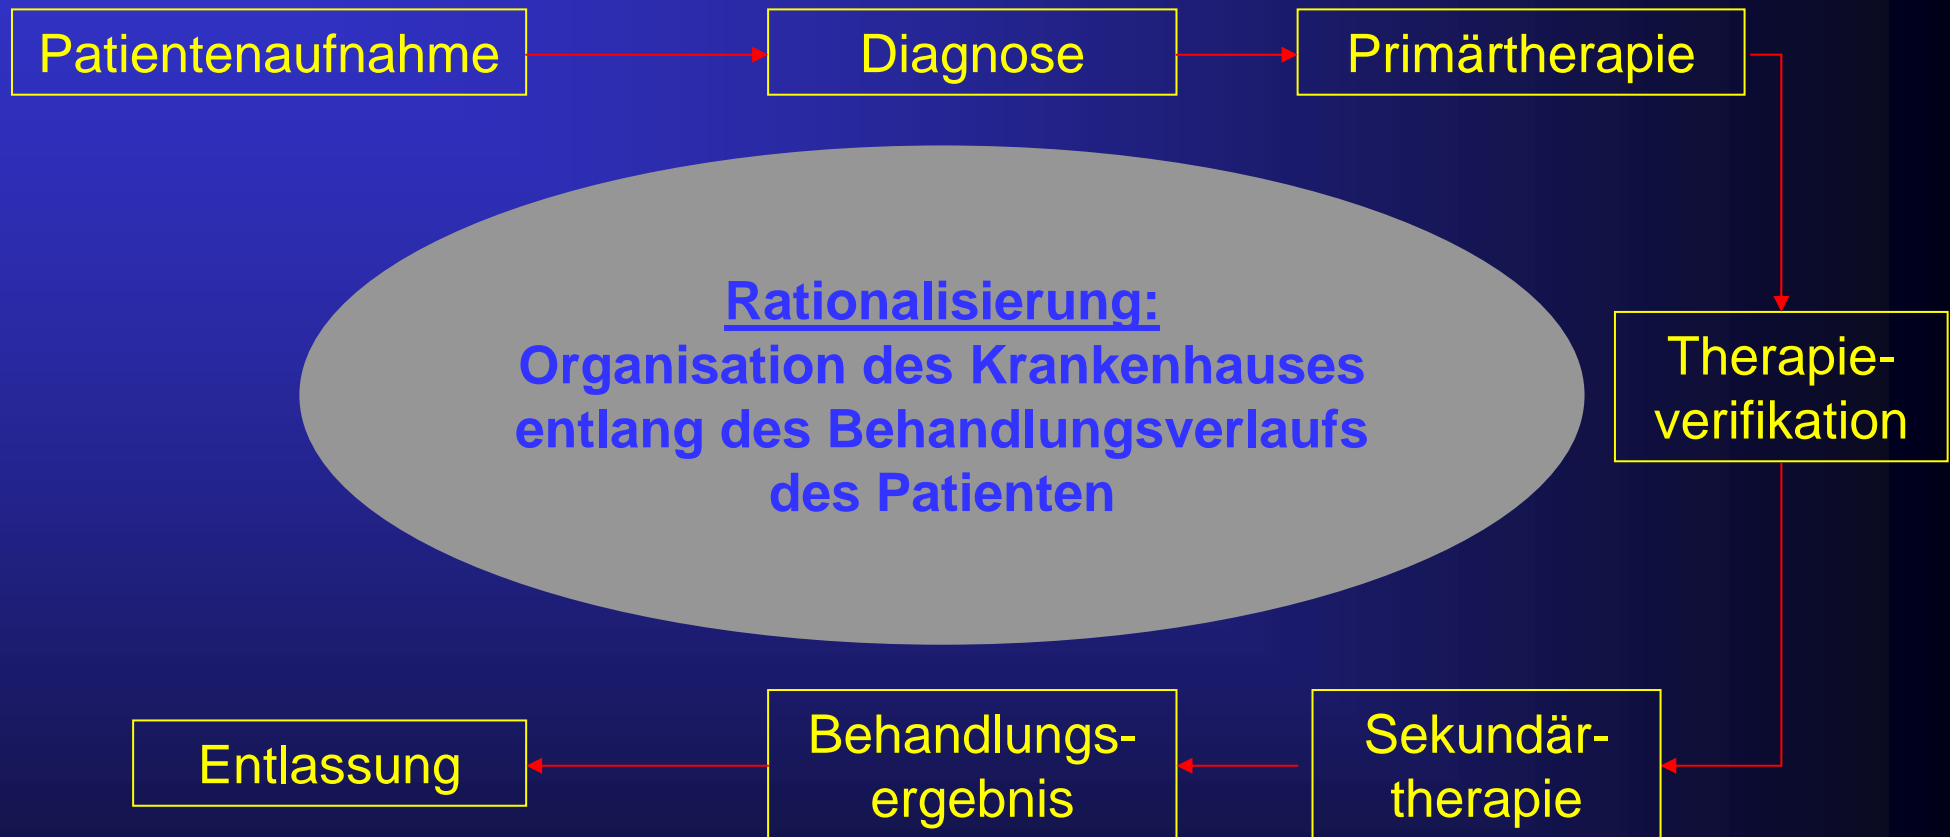 Patientenaufnahme
Diagnose
Primärtherapie
Rationalisierung:
Organisation des Krankenhauses
entlang des Behandlungsverlaufs
des Patienten
Therapie-
verifikation
Sekundär-
therapie
Behandlungs-
ergebnis
Entlassung